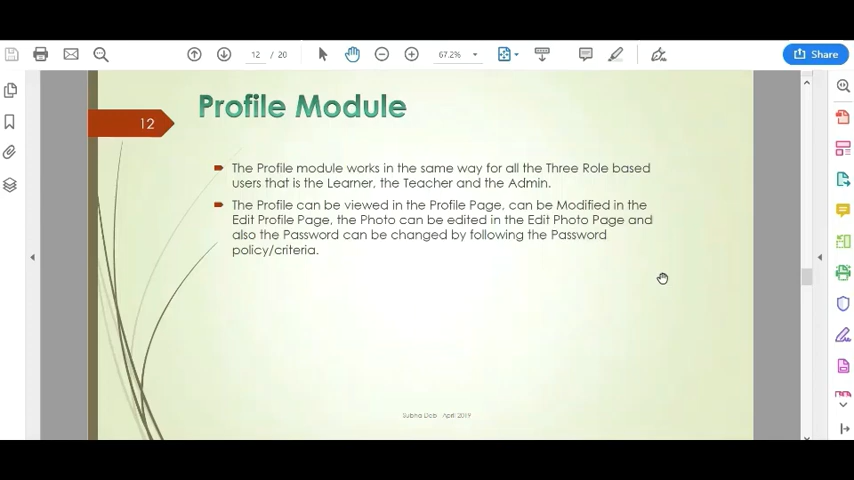 12 / 20
67.2%
Share
Profile Module
12
The Profile module works in the same way for all the Three Role based
users that is the Learner, the Teacher and the Admin.
The Profile can be viewed in the Profile Page, can be Modified in the
Edit Profile Page, the Photo can be edited in the Edit Photo Page and
also the Password can be changed by following the Password
policy/criteria.
April 2019